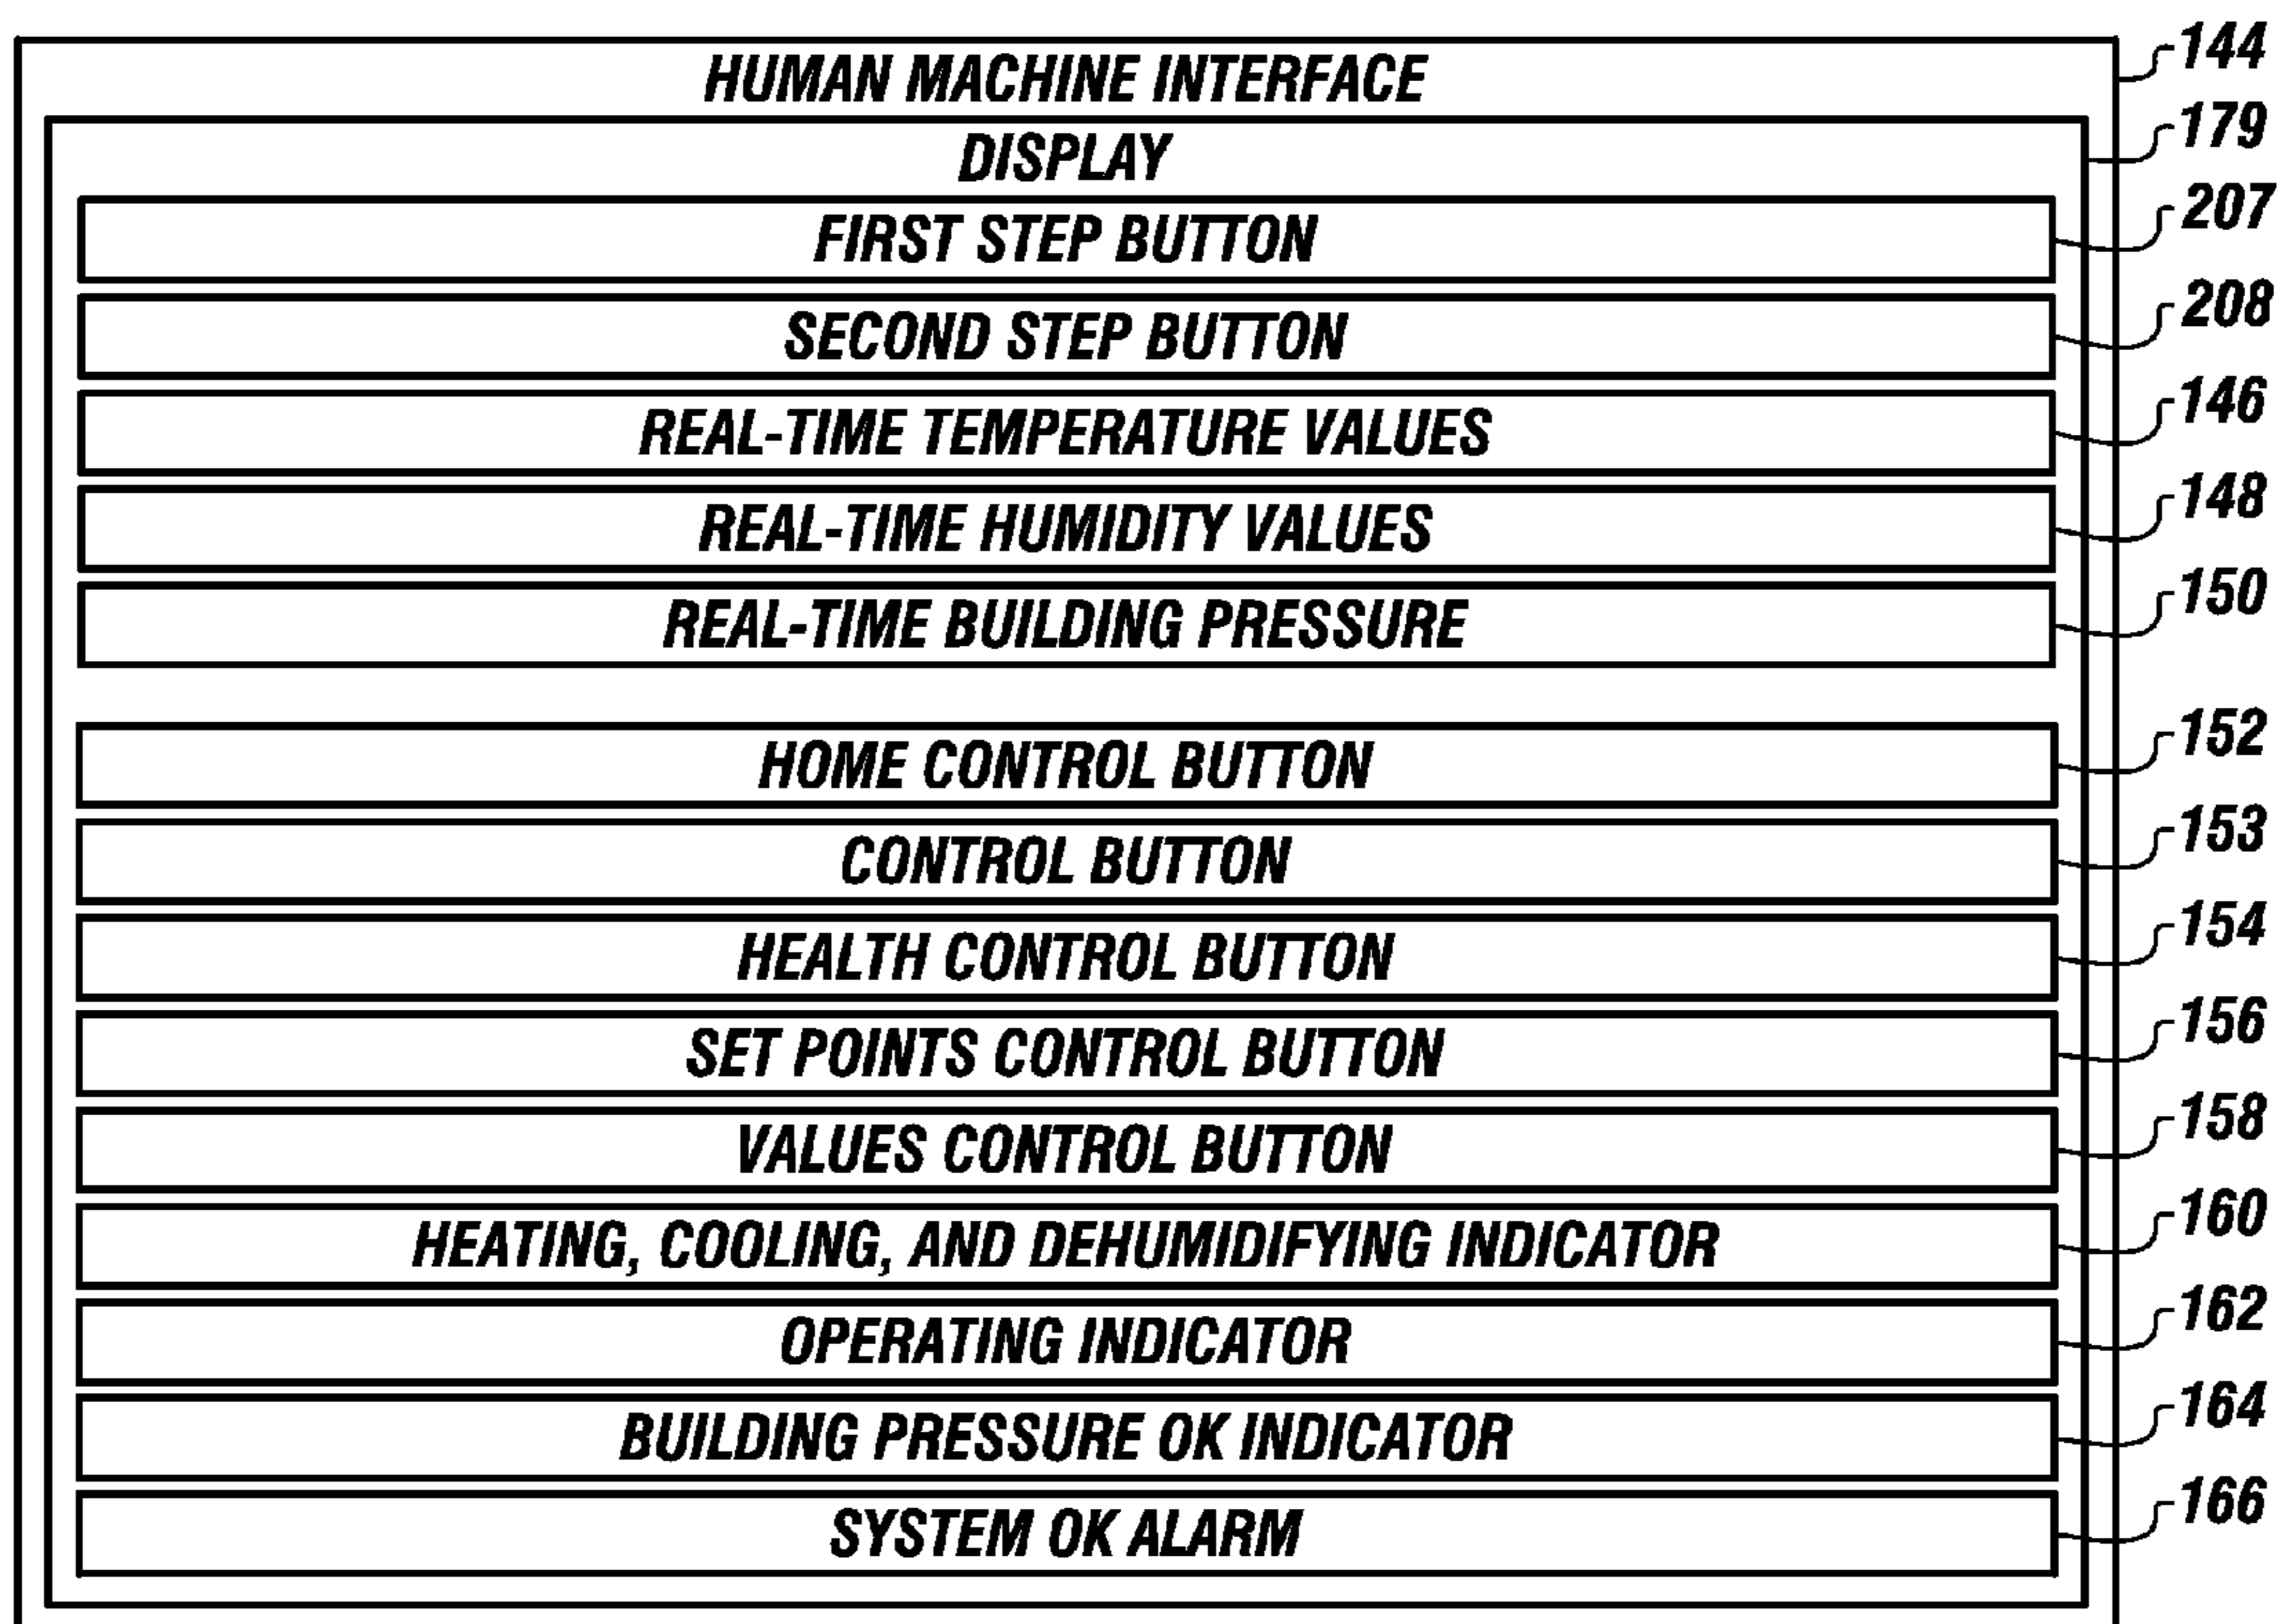 HUMAN MACHINE INTERFACE 144
DISPLAY 179
FIRST STEP BUTTON 207
SECOND STEP BUTTON 208
REAL-TIME TEMPERATURE VALUES 146
REAL-TIME HUMIDITY VALUES 148
REAL-TIME BUILDING PRESSURE 150
HOME CONTROL BUTTON 152
CONTROL BUTTON 153
HEALTH CONTROL BUTTON 154
SET POINTS CONTROL BUTTON 156
VALUES CONTROL BUTTON 158
HEATING, COOLING, AND DEHUMIDIFYING INDICATOR 160
OPERATING INDICATOR 162
BUILDING PRESSURE OK INDICATOR 164
SYSTEM OK ALARM 166